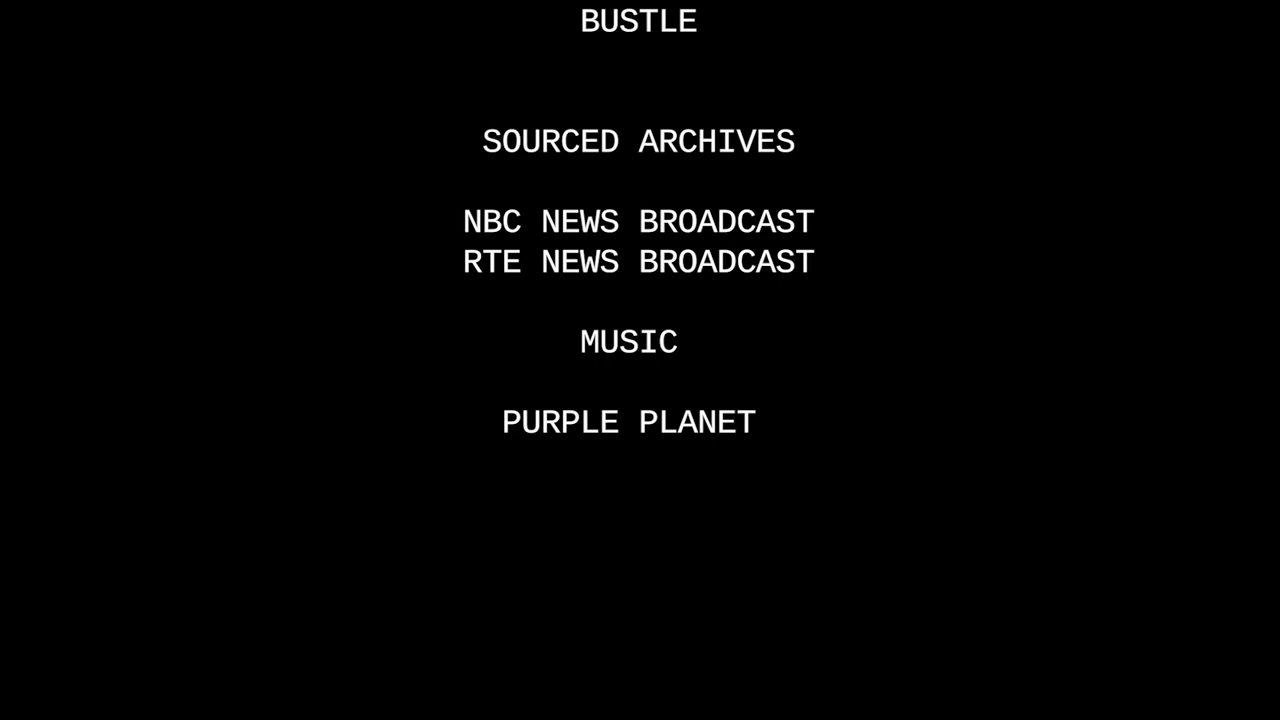 BUSTLE
SOURCED ARCHIVES
NBC NEWS BROADCAST
RTE NEWS BROADCAST
MUSIC
PURPLE PLANET